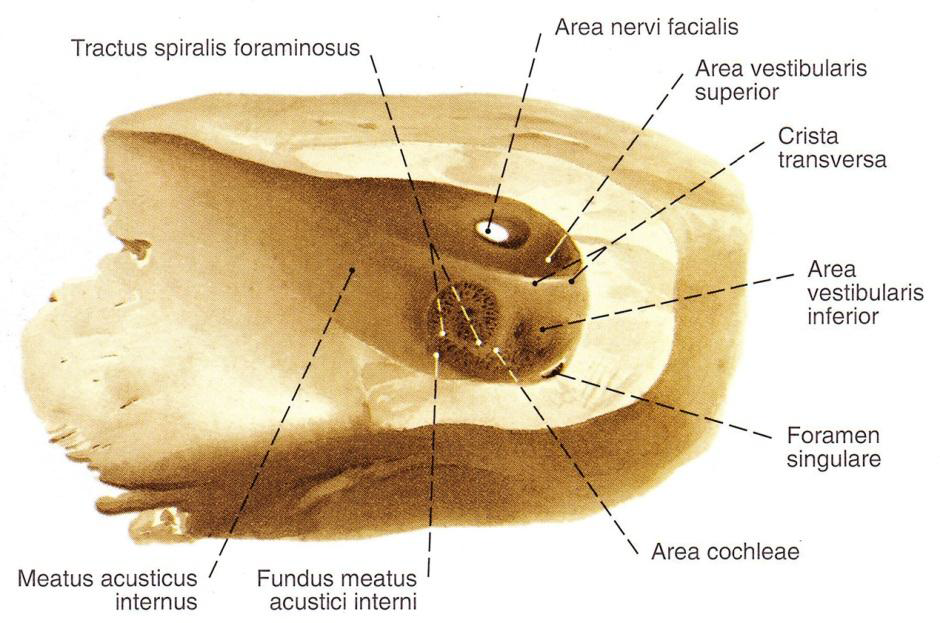 Area nervi facialis
Tractus spiralis foraminosus
Area vestibularis
superior
Crista
transversa
Area
vestibularis
inferior
Foramen
singulare
Area cochleae
Meatus acusticus
internus
Fundus meatus
acustici interni